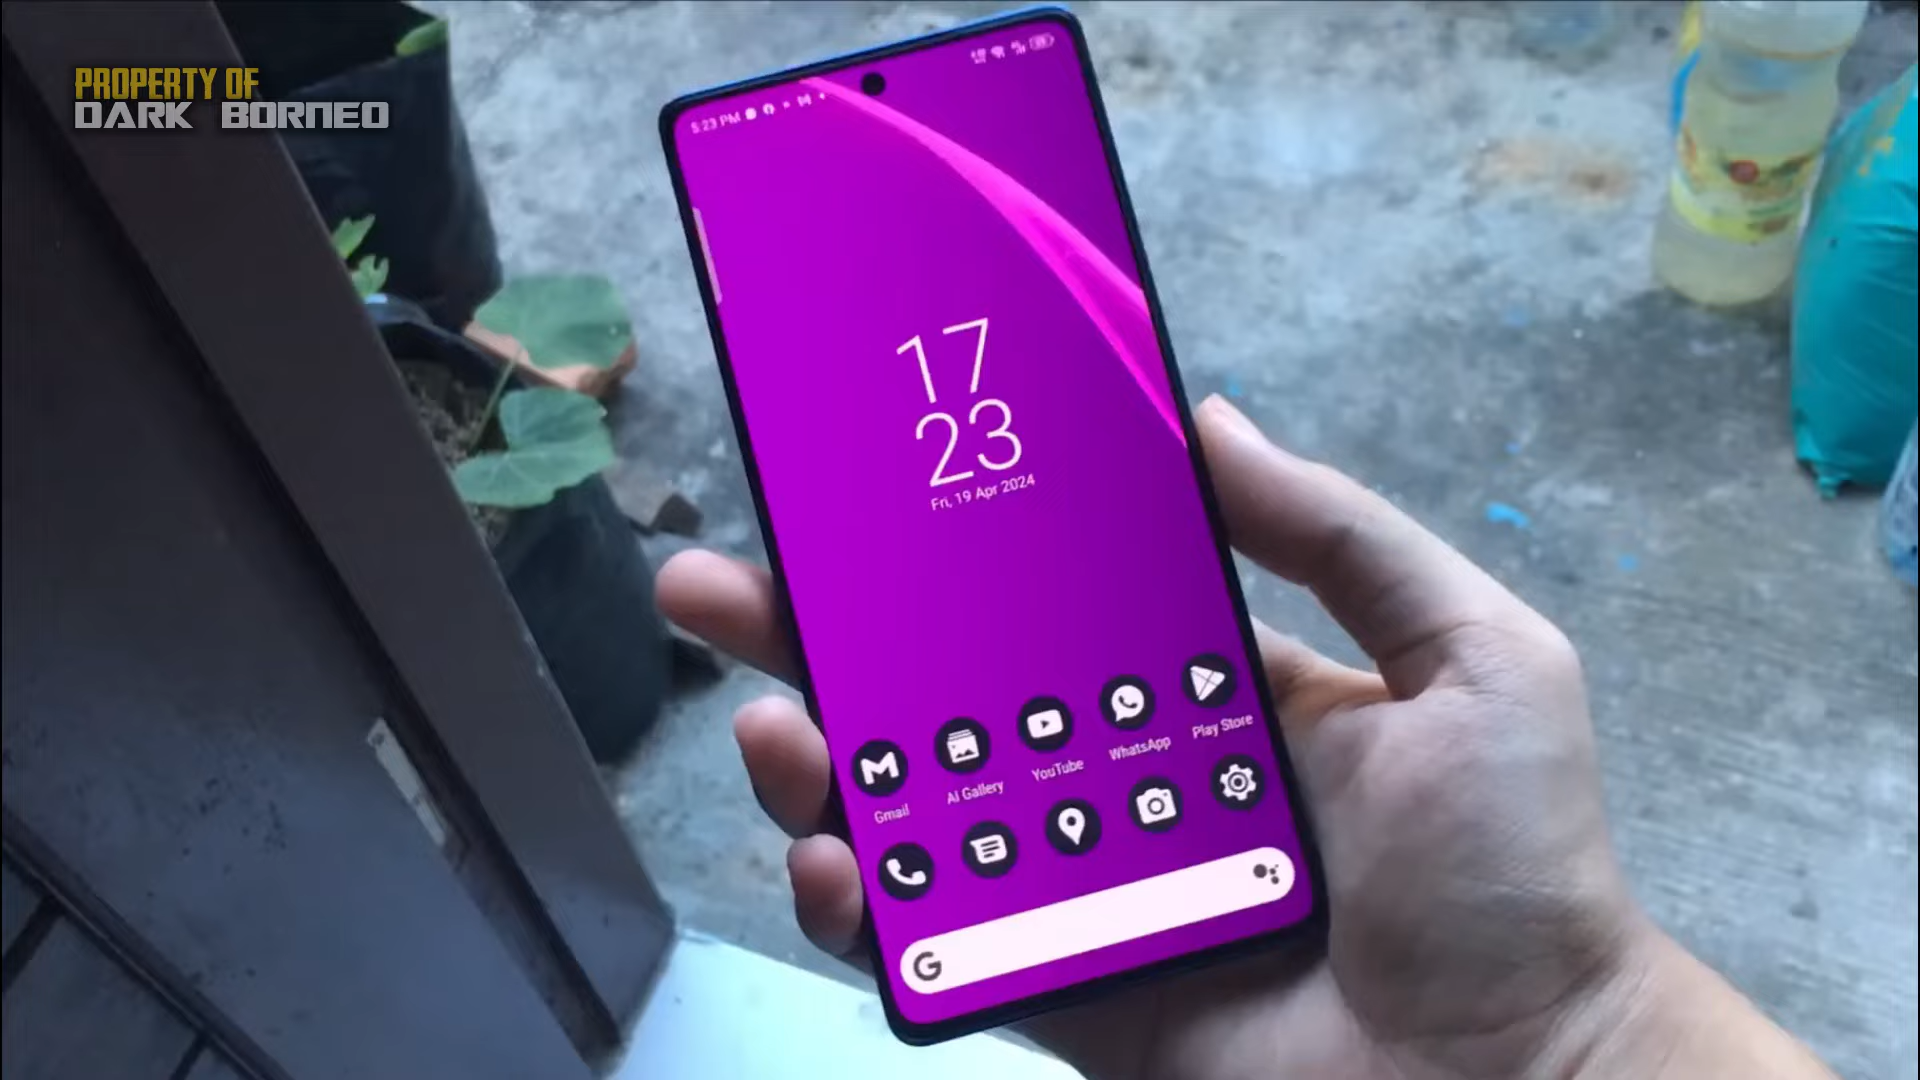 PROPERTY OF
DARK BORNEO
5:23 PM
17
23
Fri, 19 Apr 2024
Gmail
AI Gallery
YouTube
WhatsApp
Play Store
G